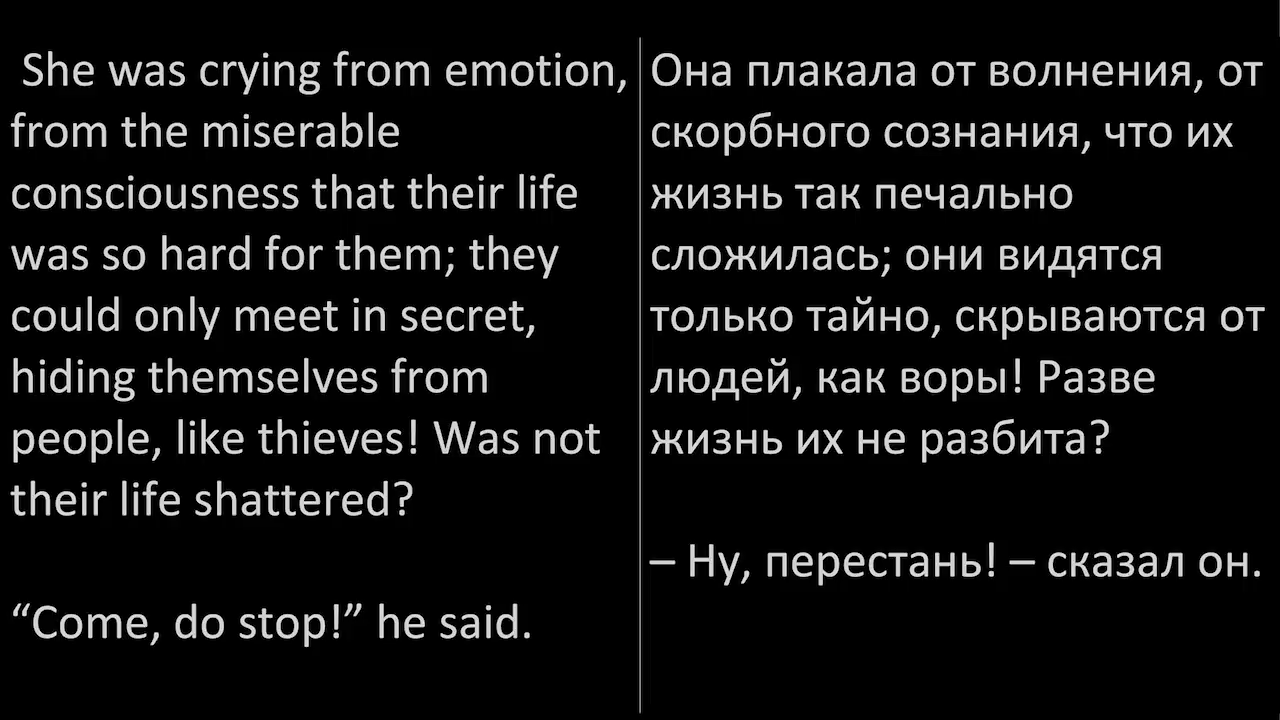 She was crying from emotion,
from the miserable
consciousness that their life
was so hard for them; they
could only meet in secret,
hiding themselves from
people, like thieves! Was not
their life shattered?
“Come, do stop!” he said.
Она плакала от волнения, от
скорбного сознания, что их
жизнь так печально
сложилась; они видятся
только тайно, скрываются от
людей, как воры! Разве
жизнь их не разбита?
– Ну, перестань! – сказал он.